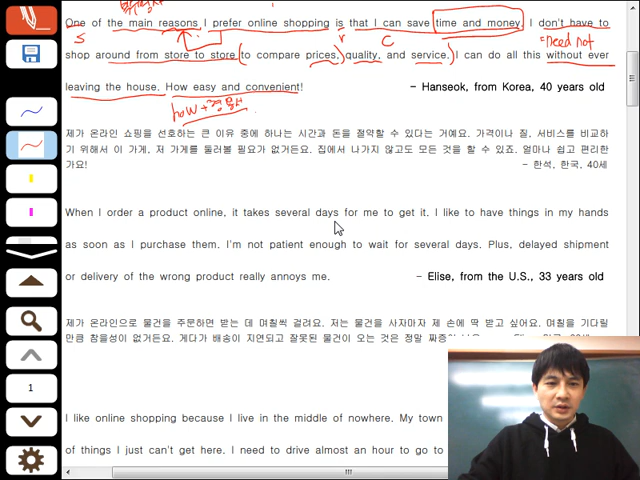 One of the main reasons I prefer online shopping is that I can save time and money. I don't have to
S
v
C
=need not
shop around from store to store(to compare prices, quality, and service.) I can do all this without ever
leaving the house. How easy and convenient!
– Hanseok, from Korea, 40 years old
how +형용사
제가 온라인 쇼핑을 선호하는 큰 이유 중에 하나는 시간과 돈을 절약할 수 있다는 거예요. 가격이나 질, 서비스를 비교하
기 위해서 이 가게, 저 가게를 둘러볼 필요가 없거든요. 집에서 나가지 않고도 모든 것을 할 수 있죠. 얼마나 쉽고 편리한
가요!
– 한석, 한국, 40세
When I order a product online, it takes several days for me to get it. I like to have things in my hands
as soon as I purchase them. I'm not patient enough to wait for several days. Plus, delayed shipment
or delivery of the wrong product really annoys me.
– Elise, from the U.S., 33 years old
제가 온라인으로 물건을 주문하면 받는 데 며칠씩 걸려요. 저는 물건을 사자마자 제 손에 딱 받고 싶어요. 며칠을 기다릴
만큼 참을성이 없거든요. 게다가 배송이 지연되고 잘못된 물건이 오는 것은 정말
1
I like online shopping because I live in the middle of nowhere. My town
of things I just can't get here. I need to drive almost an hour to go to